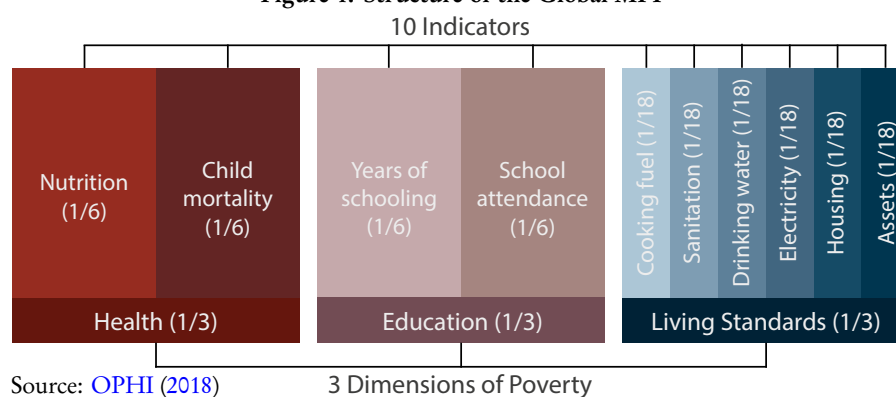 10 Indicators
Nutrition
(1/6)
Child
mortality
(1/6)
Years of
schooling
(1/6)
School
attendance
(1/6)
Cooking fuel (1/18)
Sanitation (1/18)
Drinking water (1/18)
Electricity (1/18)
Housing (1/18)
Assets (1/18)
Health (1/3)
Education (1/3)
Living Standards (1/3)
3 Dimensions of Poverty
Source: OPHI (2018)